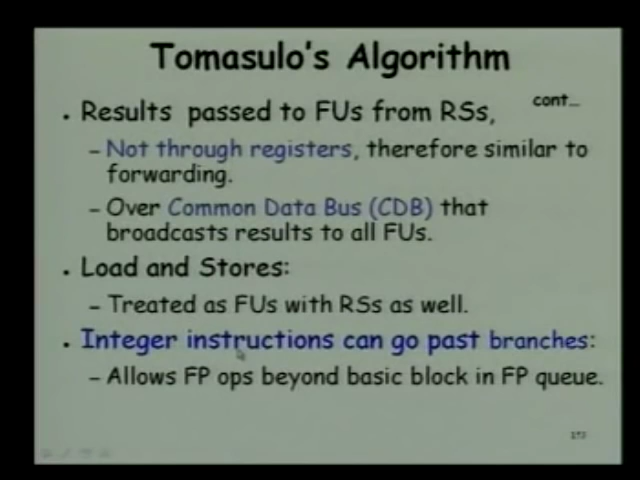 Tomasulo's Algorithm
cont...
• Results passed to FUs from RSs,
– Not through registers, therefore similar to
forwarding.
– Over Common Data Bus (CDB) that
broadcasts results to all FUs.
• Load and Stores:
– Treated as FUs with RSs as well.
• Integer instructions can go past branches:
– Allows FP ops beyond basic block in FP queue.